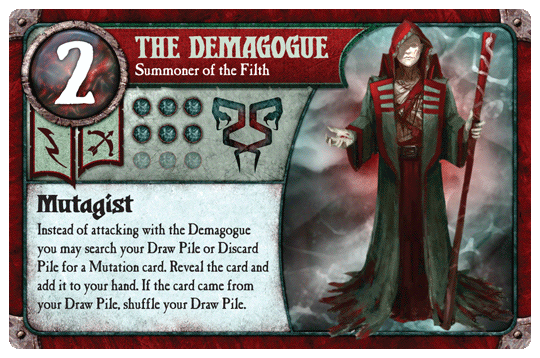 2
THE DEMAGOGUE
Summoner of the Filth
Mutagist
Instead of attacking with the Demagogue
you may search your Draw Pile or Discard
Pile for a Mutation card. Reveal the card and
add it to your hand. If the card came from
your Draw Pile, shuffle your Draw Pile.